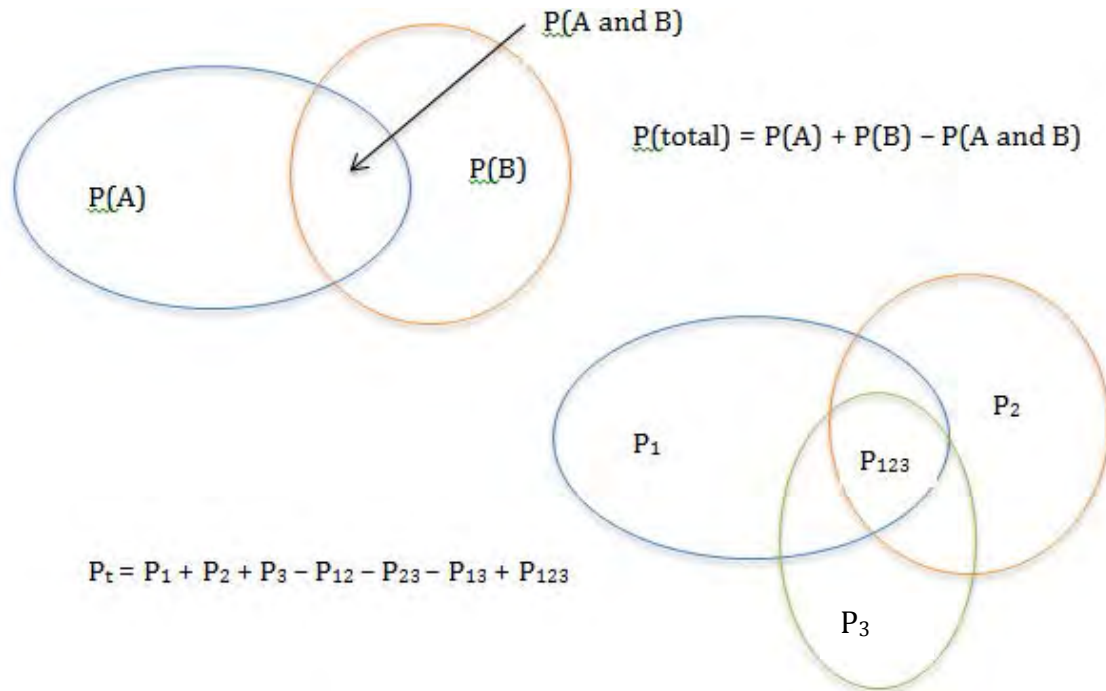 P(A and B)
P(total) = P(A) + P(B) – P(A and B)
P(A)
P(B)
P₁
P₂
P₁₂₃
Pₜ = P₁ + P₂ + P₃ – P₁₂ – P₂₃ – P₁₃ + P₁₂₃
P₃